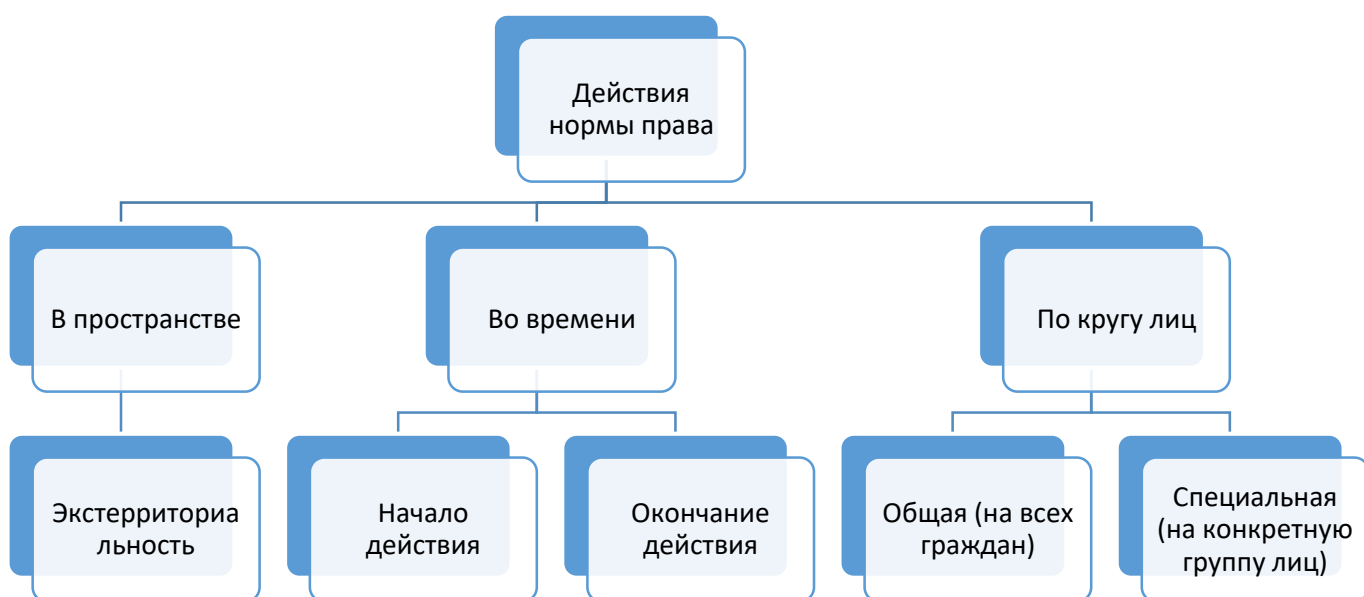 Действия
нормы права
В пространстве
Во времени
По кругу лиц
Экстерриториа
льность
Начало
действия
Окончание
действия
Общая (на всех
граждан)
Специальная
(на конкретную
группу лиц)